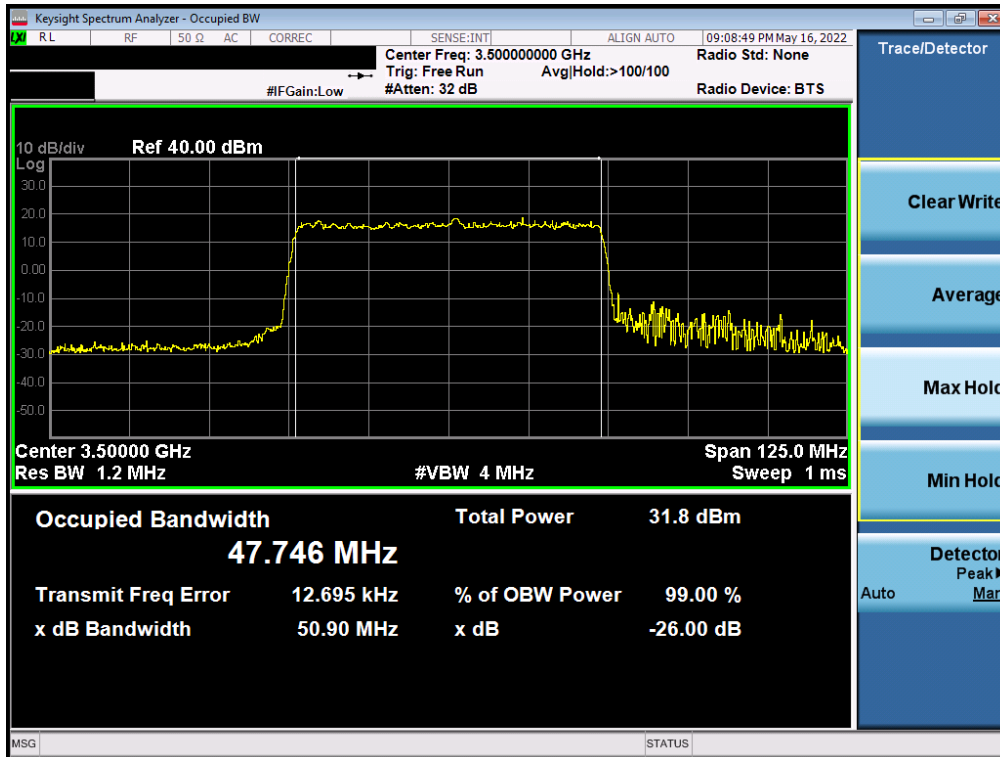 Keysight Spectrum Analyzer - Occupied BW
LXI RL RF 50 Ω AC CORREC SENSE:INT ALIGN AUTO 09:08:49 PM May 16, 2022
Center Freq: 3.500000000 GHz Radio Std: None
Trig: Free Run Avg|Hold:>100/100
#IFGain:Low #Atten: 32 dB Radio Device: BTS
10 dB/div Ref 40.00 dBm
Log
30.0
20.0
10.0
0.00
-10.0
-20.0
-30.0
-40.0
-50.0
Center 3.50000 GHz Span 125.0 MHz
Res BW 1.2 MHz #VBW 4 MHz Sweep 1 ms
Occupied Bandwidth Total Power 31.8 dBm
47.746 MHz
Transmit Freq Error 12.695 kHz % of OBW Power 99.00 %
x dB Bandwidth 50.90 MHz x dB -26.00 dB
MSG STATUS
Trace/Detector
Clear Write
Average
Max Hold
Min Hold
Detector
Peak
Auto Man